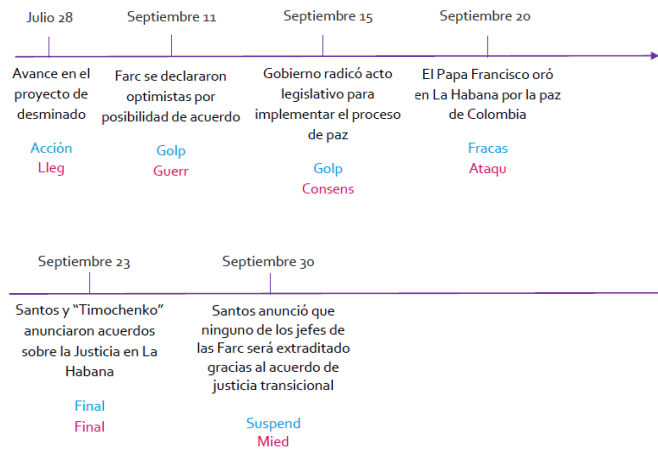 Julio 28
Septiembre 11
Septiembre 15
Septiembre 20
Avance en el
proyecto de
desminado
Acción
Lleg
Farc se declararon
optimistas por
posibilidad de acuerdo
Golp
Guerr
Gobierno radicó acto
legislativo para
implementar el proceso
de paz
Golp
Consens
El Papa Francisco oró
en La Habana por la paz
de Colombia
Fracas
Ataqu
Septiembre 23
Septiembre 30
Santos y “Timochenko”
anunciaron acuerdos
sobre la Justicia en La
Habana
Final
Final
Santos anunció que
ninguno de los jefes de
las Farc será extraditado
gracias al acuerdo de
justicia transicional
Suspend
Mied